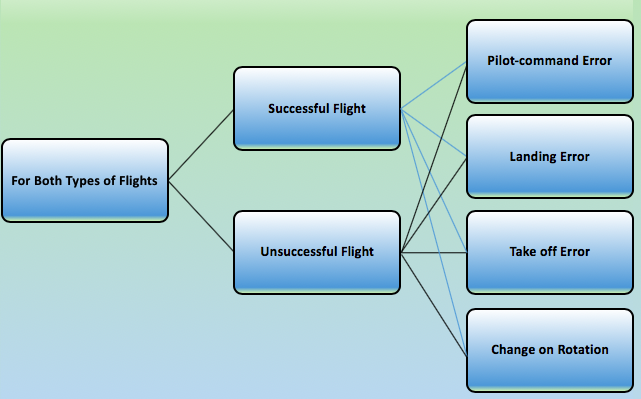 For Both Types of Flights
Successful Flight
Unsuccessful Flight
Pilot-command Error
Landing Error
Take off Error
Change on Rotation